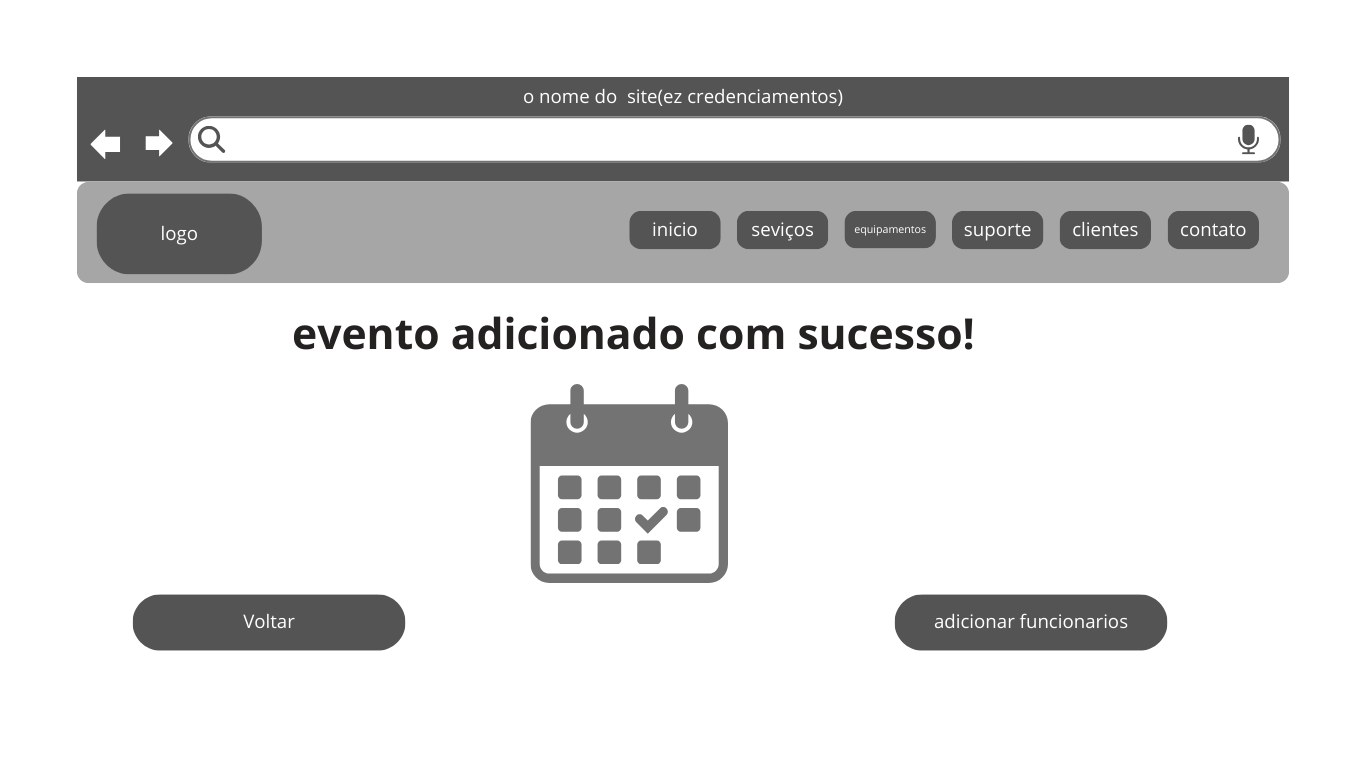 o nome do  site(ez credenciamentos)
logo
inicio
seviços
equipamentos
suporte
clientes
contato
evento adicionado com sucesso!
Voltar
adicionar funcionarios